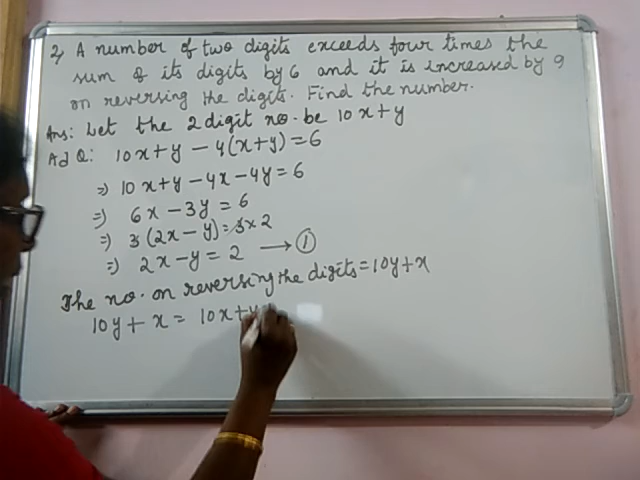 2, A number of two digits exceeds four times the
sum of its digits by 6 and it is increased by 9
on reversing the digits. Find the number.
Ans: Let the 2 digit no. be 10x+y
AdQ: 10x+y - 4(x+y) = 6
=) 10x+y-4x-4y=6
=) 6x-3y=6
=) 3(2x-y)=3x2
=) 2x-y=2 → ①
The no. on reversing the digits=10y+x
10y+x = 10x+y